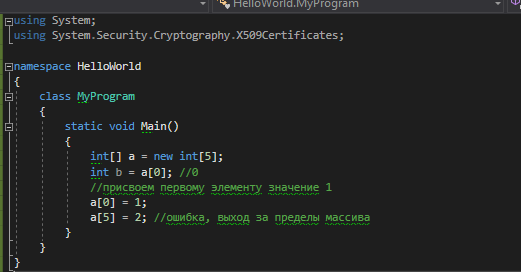 HelloWorld.MyProgram
using System;
using System.Security.Cryptography.X509Certificates;
namespace HelloWorld
{
class MyProgram
{
static void Main()
{
int[] a = new int[5];
int b = a[0]; //0
//присвоем первому элементу значение 1
a[0] = 1;
a[5] = 2; //ошибка, выход за пределы массива
}
}
}